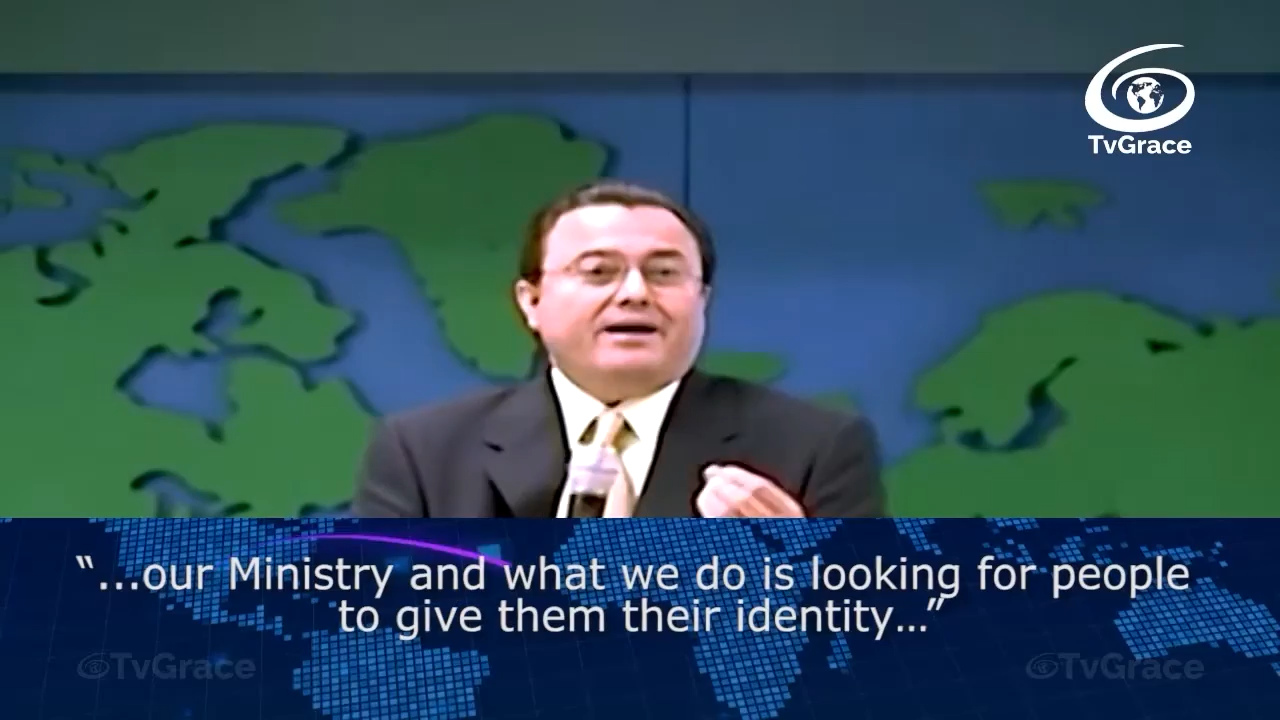 TvGrace
“...our Ministry and what we do is looking for people
to give them their identity...”
TvGrace
TvGrace